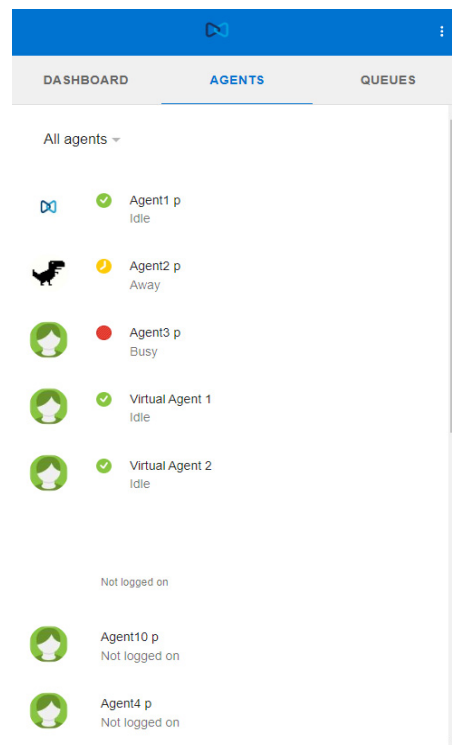 DASHBOARD AGENTS QUEUES
All agents
Agent1 p
Idle
Agent2 p
Away
Agent3 p
Busy
Virtual Agent 1
Idle
Virtual Agent 2
Idle
Not logged on
Agent10 p
Not logged on
Agent4 p
Not logged on